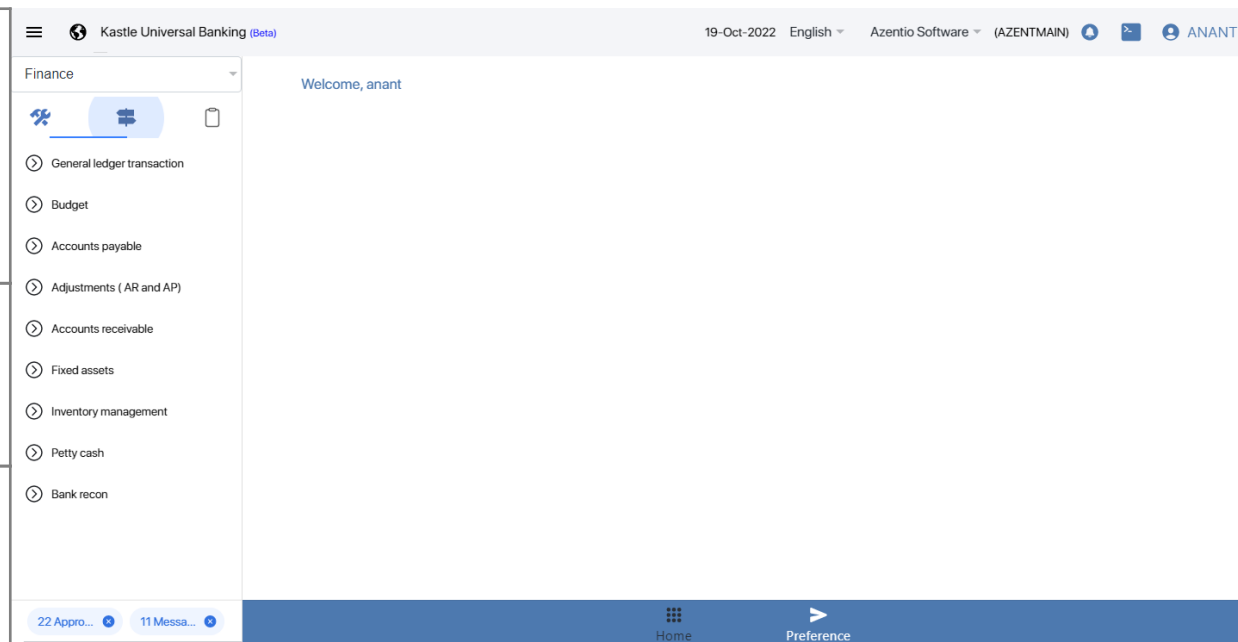 Kastle Universal Banking (Beta)
19-Oct-2022 English Azentio Software (AZENTMAIN) ANANT
Finance
Welcome, anant
General ledger transaction
Budget
Accounts payable
Adjustments ( AR and AP)
Accounts receivable
Fixed assets
Inventory management
Petty cash
Bank recon
22 Appro... 11 Messa...
Home Preference